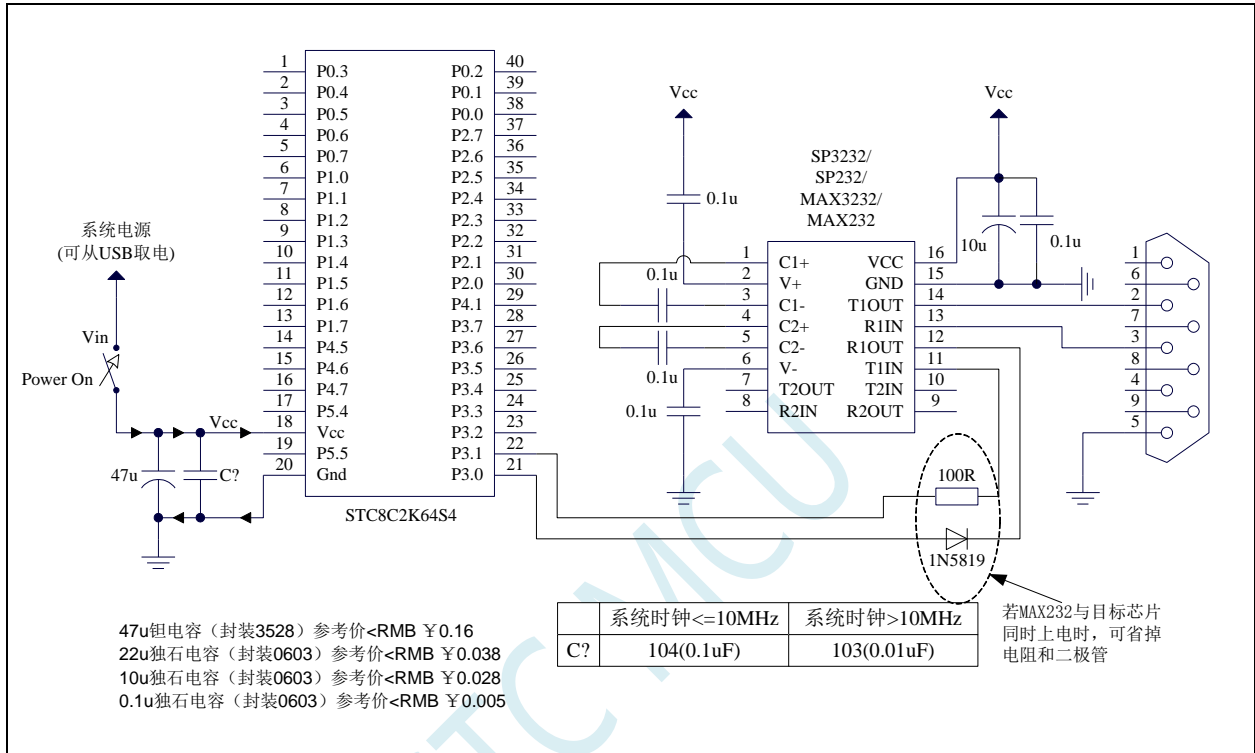 系统电源
(可从USB取电)
Vin
Power On
Vcc
47u
C?
1 P0.3 P0.2 40
2 P0.4 P0.1 39
3 P0.5 P0.0 38
4 P0.6 P2.7 37
5 P0.7 P2.6 36
6 P1.0 P2.5 35
7 P1.1 P2.4 34
8 P1.2 P2.3 33
9 P1.3 P2.2 32
10 P1.4 P2.1 31
11 P1.5 P2.0 30
12 P1.6 P4.1 29
13 P1.7 P3.7 28
14 P4.5 P3.6 27
15 P4.6 P3.5 26
16 P4.7 P3.4 25
17 P5.4 P3.3 24
18 Vcc P3.2 23
19 P5.5 P3.1 22
20 Gnd P3.0 21
STC8C2K64S4
Vcc
0.1u
0.1u
0.1u
0.1u
SP3232/
SP232/
MAX3232/
MAX232
1 C1+ VCC 16
2 V+ GND 15
3 C1- T1OUT 14
4 C2+ R1IN 13
5 C2- R1OUT 12
6 V- T1IN 11
7 T2OUT T2IN 10
8 R2IN R2OUT 9
Vcc
10u
0.1u
1
6
2
7
3
8
4
9
5
100R
1N5819
若MAX232与目标芯片
同时上电时,可省掉
电阻和二极管
系统时钟<=10MHz 系统时钟>10MHz
C? 104(0.1uF) 103(0.01uF)
47u钽电容(封装3528)参考价<RMB ¥0.16
22u独石电容(封装0603)参考价<RMB ¥0.038
10u独石电容(封装0603)参考价<RMB ¥0.028
0.1u独石电容(封装0603)参考价<RMB ¥0.005
STC MCU